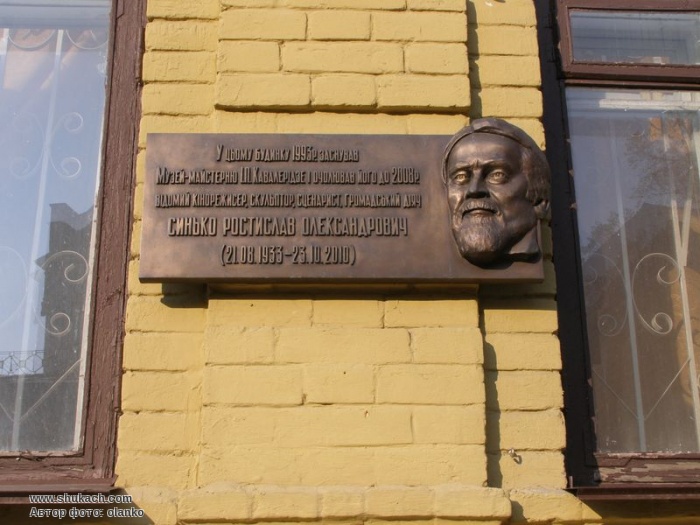 У цьому будинку 1993р. заснував
Музей-майстерню І.П. Кавалерідзе і очолював його до 2008р.
відомий кінорежисер, скульптор, сценарист, громадський діяч
СИНЬКО РОСТИСЛАВ ОЛЕКСАНДРОВИЧ
(21.08.1933–23.10.2010)
www.shukach.com
Автор фото: olanko